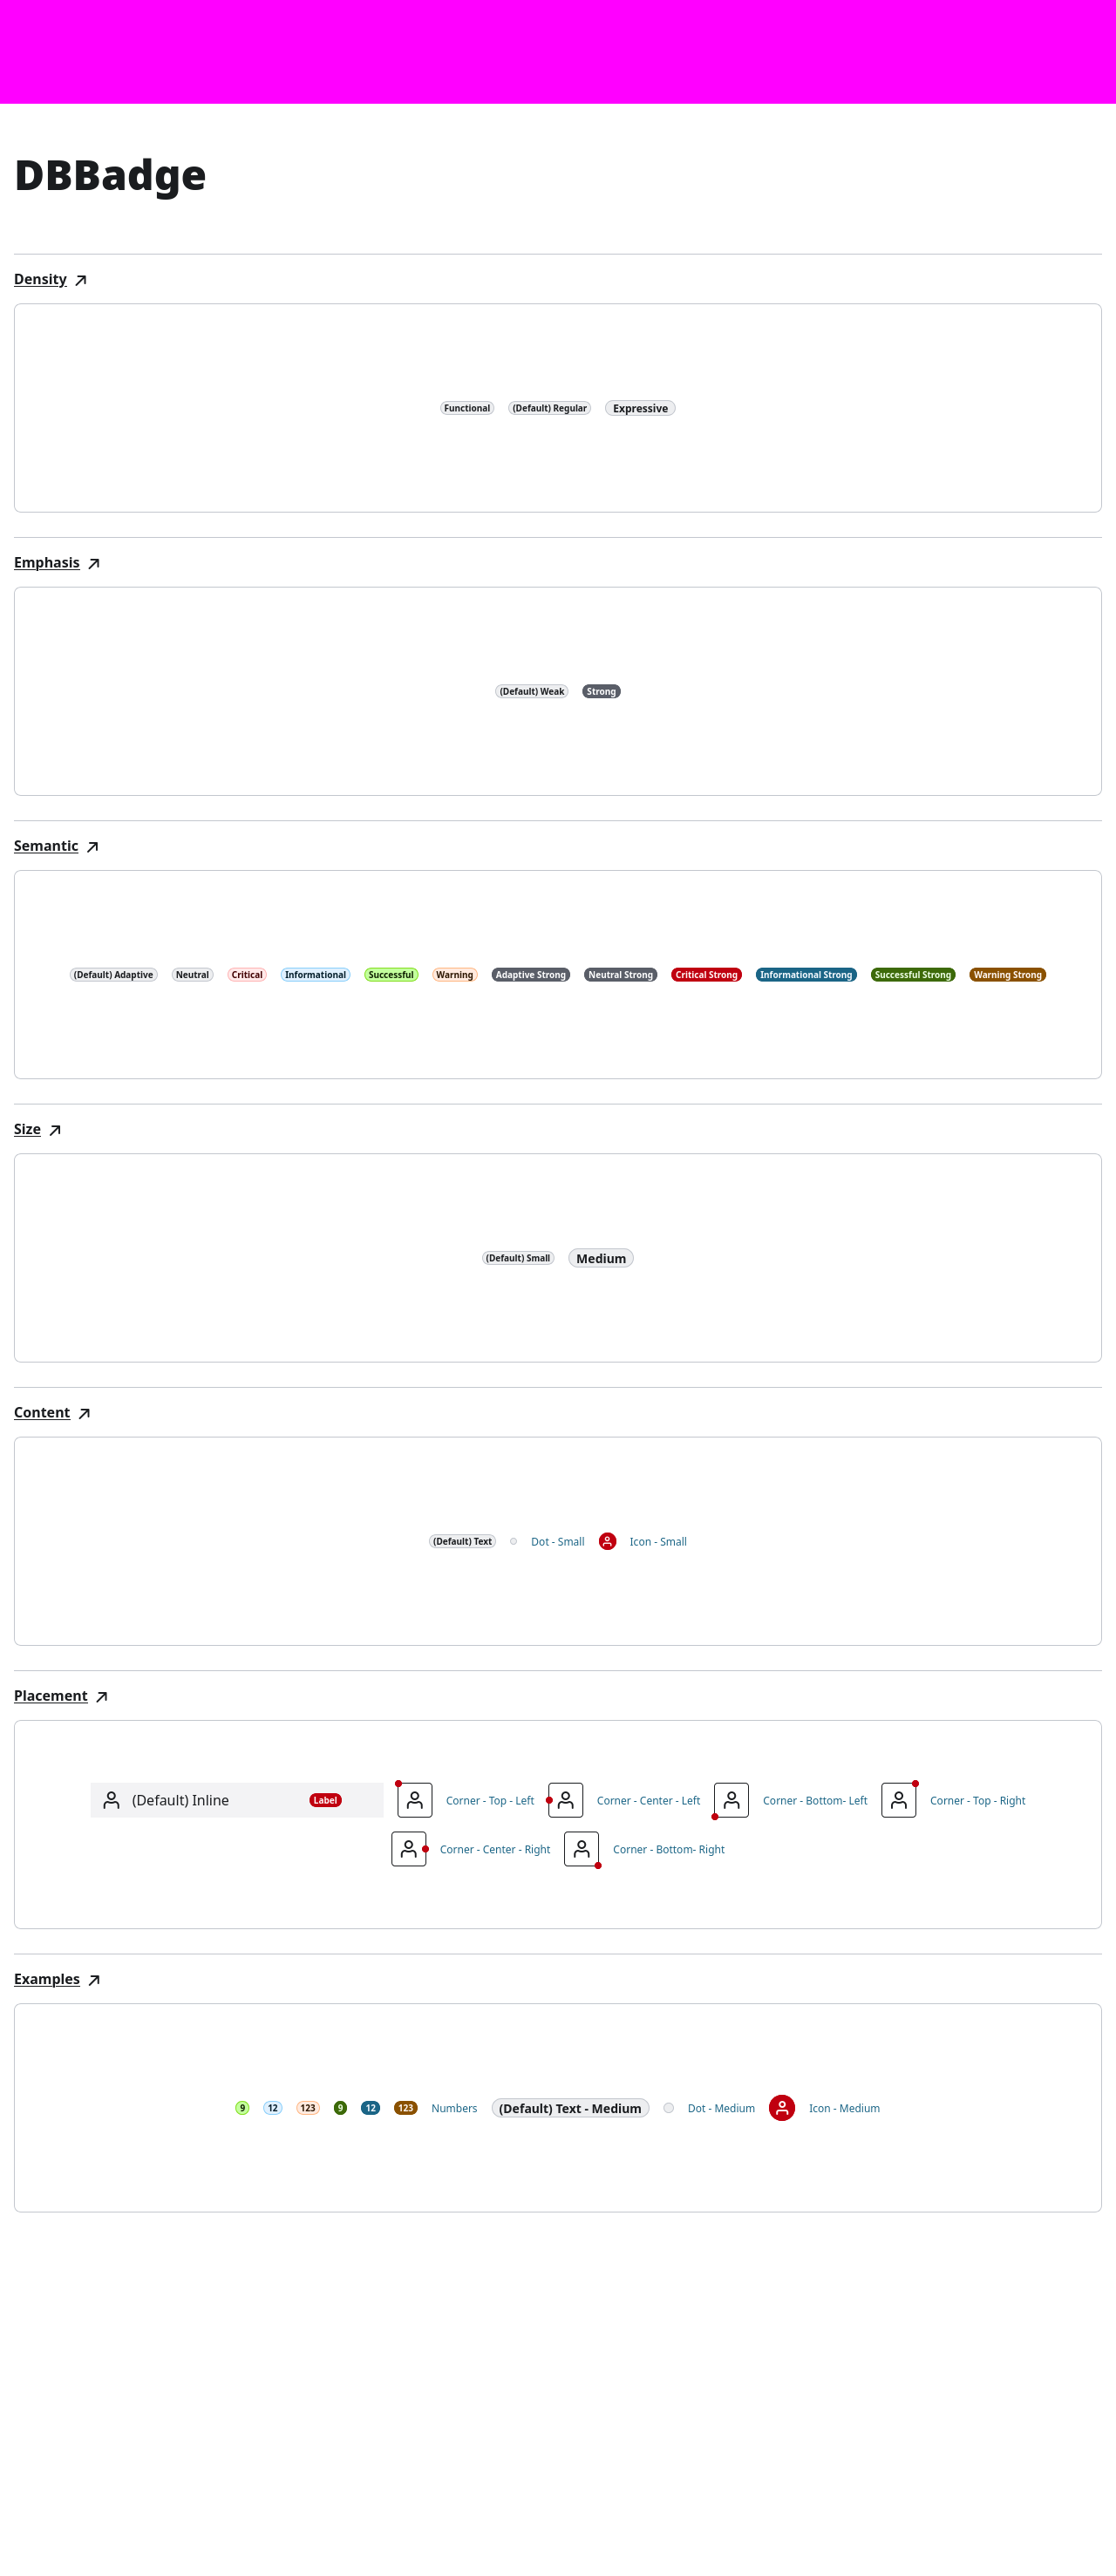 DBBadge
Density
Functional (Default) Regular Expressive
Emphasis
(Default) Weak Strong
Semantic
(Default) Adaptive Neutral Critical Informational Successful Warning Adaptive Strong Neutral Strong Critical Strong Informational Strong Successful Strong Warning Strong
Size
(Default) Small Medium
Content
(Default) Text Dot - Small Icon - Small
Placement
(Default) Inline Label Corner - Top - Left Corner - Center - Left Corner - Bottom- Left Corner - Top - Right
Corner - Center - Right Corner - Bottom- Right
Examples
9 12 123 9 12 123 Numbers (Default) Text - Medium Dot - Medium Icon - Medium